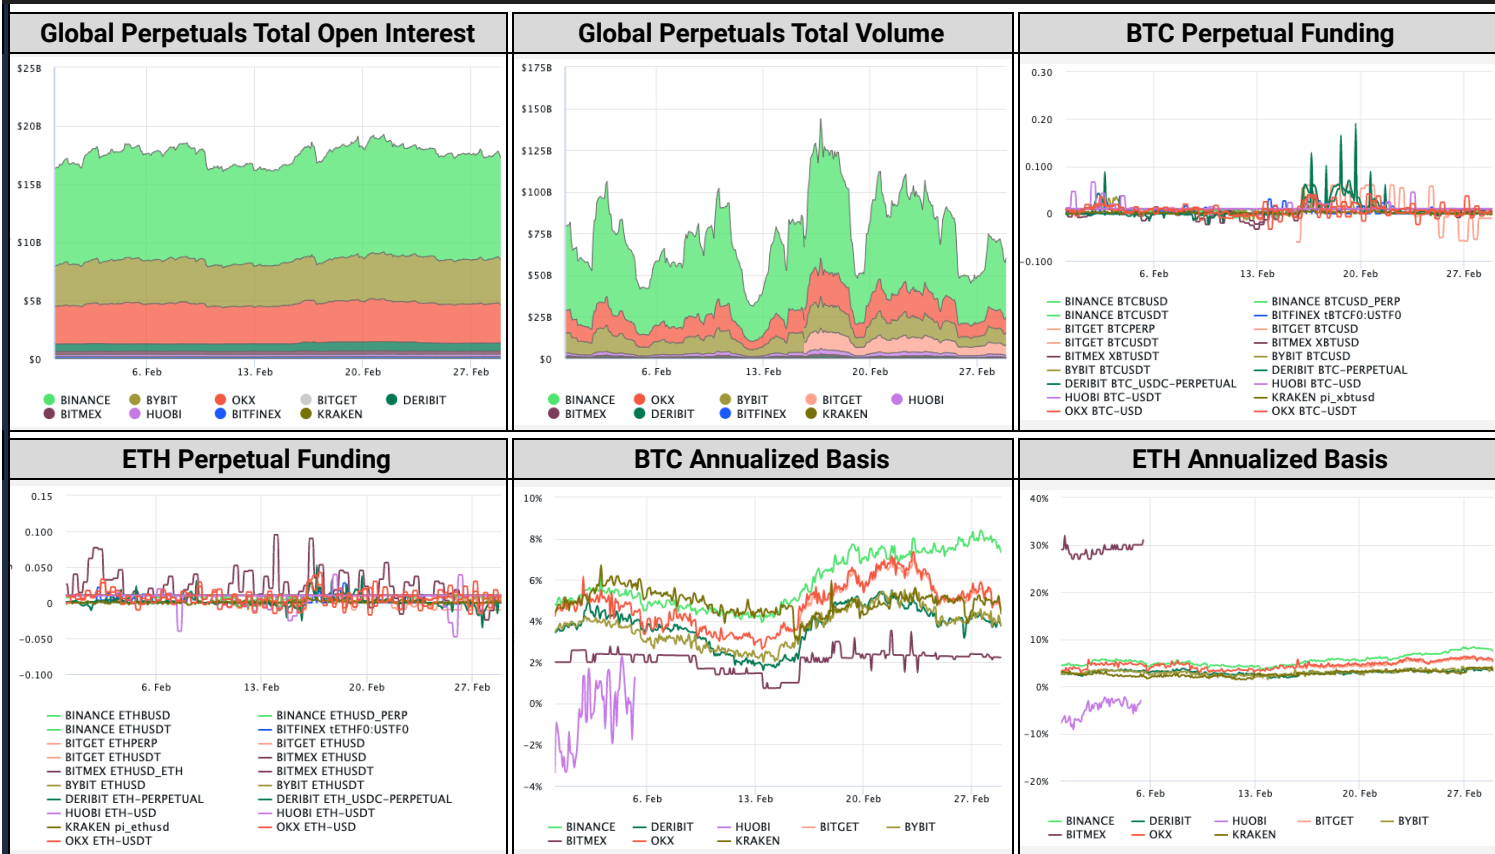 Global Perpetuals Total Open Interest
$25B
$20B
$15B
$10B
$5B
$0
6. Feb 13. Feb 20. Feb 27. Feb
BINANCE BYBIT OKX BITGET DERIBIT
BITMEX HUOBI BITFINEX KRAKEN
Global Perpetuals Total Volume
$175B
$150B
$125B
$100B
$75B
$50B
$25B
$0
6. Feb 13. Feb 20. Feb 27. Feb
BINANCE OKX BYBIT BITGET HUOBI
BITMEX DERIBIT BITFINEX KRAKEN
BTC Perpetual Funding
0.30
0.20
0.100
0
-0.100
6. Feb 13. Feb 20. Feb 27. Feb
BINANCE BTCBUSD BINANCE BTCUSD_PERP
BINANCE BTCUSDT BITFINEX tBTCF0:USTF0
BITGET BTCPERP BITGET BTCUSD
BITGET BTCUSDT BITMEX XBTUSD
BITMEX XBTUSDT BYBIT BTCUSD
BYBIT BTCUSDT DERIBIT BTC-PERPETUAL
DERIBIT BTC_USDC-PERPETUAL HUOBI BTC-USD
HUOBI BTC-USDT KRAKEN pi_xbtusd
OKX BTC-USD OKX BTC-USDT
ETH Perpetual Funding
0.15
0.100
0.050
0
-0.050
-0.100
6. Feb 13. Feb 20. Feb 27. Feb
BINANCE ETHBUSD BINANCE ETHUSD_PERP
BINANCE ETHUSDT BITFINEX tETHF0:USTF0
BITGET ETHPERP BITGET ETHUSD
BITGET ETHUSDT BITMEX ETHUSD
BITMEX ETHUSD_ETH BITMEX ETHUSDT
BYBIT ETHUSD BYBIT ETHUSDT
DERIBIT ETH-PERPETUAL DERIBIT ETH_USDC-PERPETUAL
HUOBI ETH-USD HUOBI ETH-USDT
KRAKEN pi_ethusd OKX ETH-USD
OKX ETH-USDT
BTC Annualized Basis
10%
8%
6%
4%
2%
0%
-2%
-4%
6. Feb 13. Feb 20. Feb 27. Feb
BINANCE DERIBIT HUOBI BITGET BYBIT
BITMEX OKX KRAKEN
ETH Annualized Basis
40%
30%
20%
10%
0%
-10%
-20%
6. Feb 13. Feb 20. Feb 27. Feb
BINANCE DERIBIT HUOBI BITGET BYBIT
BITMEX OKX KRAKEN